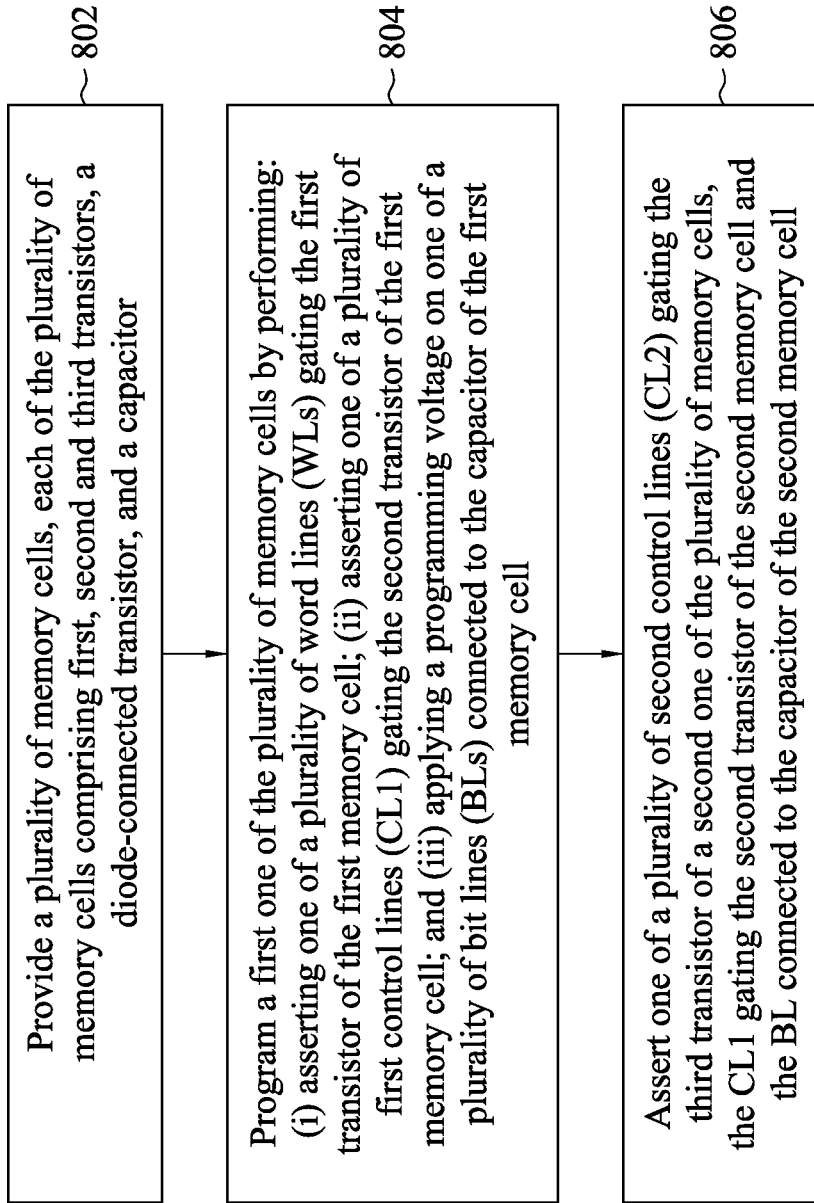 Provide a plurality of memory cells, each of the plurality of
memory cells comprising first, second and third transistors, a
diode-connected transistor, and a capacitor
802
Program a first one of the plurality of memory cells by performing:
(i) asserting one of a plurality of word lines (WLs) gating the first
transistor of the first memory cell; (ii) asserting one of a plurality of
first control lines (CL1) gating the second transistor of the first
memory cell; and (iii) applying a programming voltage on one of a
plurality of bit lines (BLs) connected to the capacitor of the first
memory cell
804
Assert one of a plurality of second control lines (CL2) gating the
third transistor of a second one of the plurality of memory cells,
the CL1 gating the second transistor of the second memory cell and
the BL connected to the capacitor of the second memory cell
806